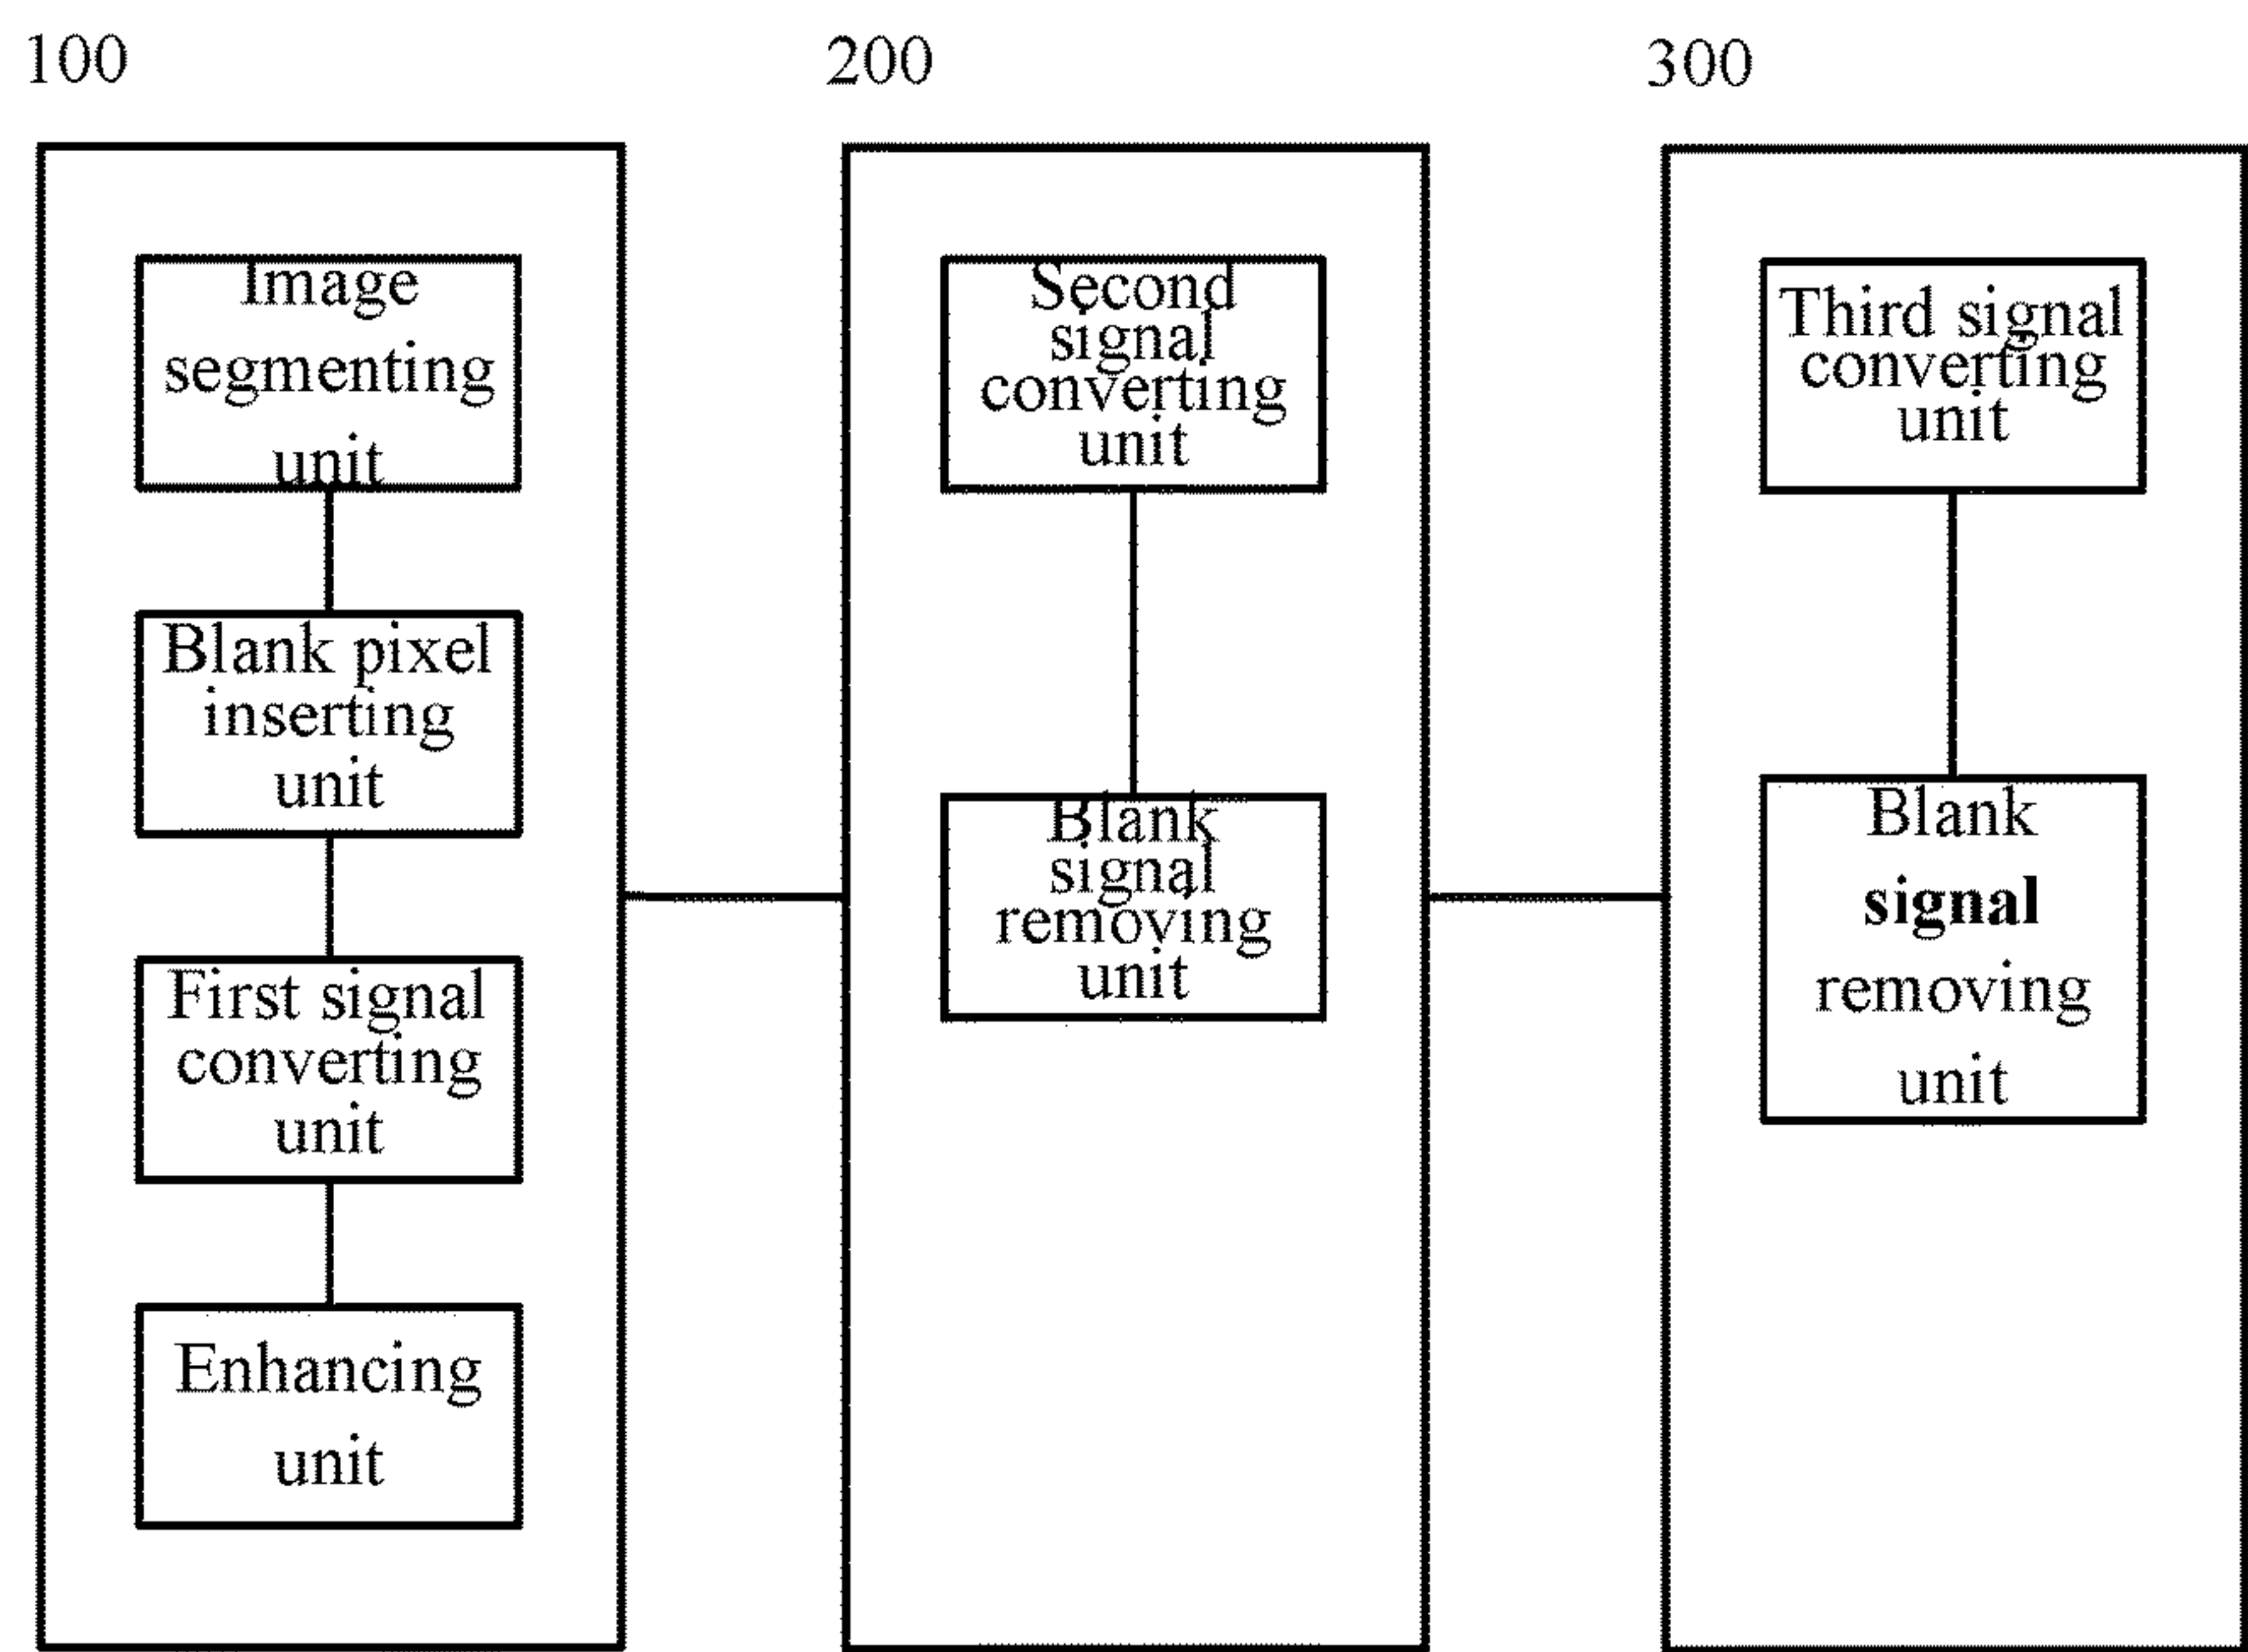 100
Image
segmenting
unit
Blank pixel
inserting
unit
First signal
converting
unit
Enhancing
unit
200
Second
signal
converting
unit
Blank
signal
removing
unit
300
Third signal
converting
unit
Blank
signal
removing
unit